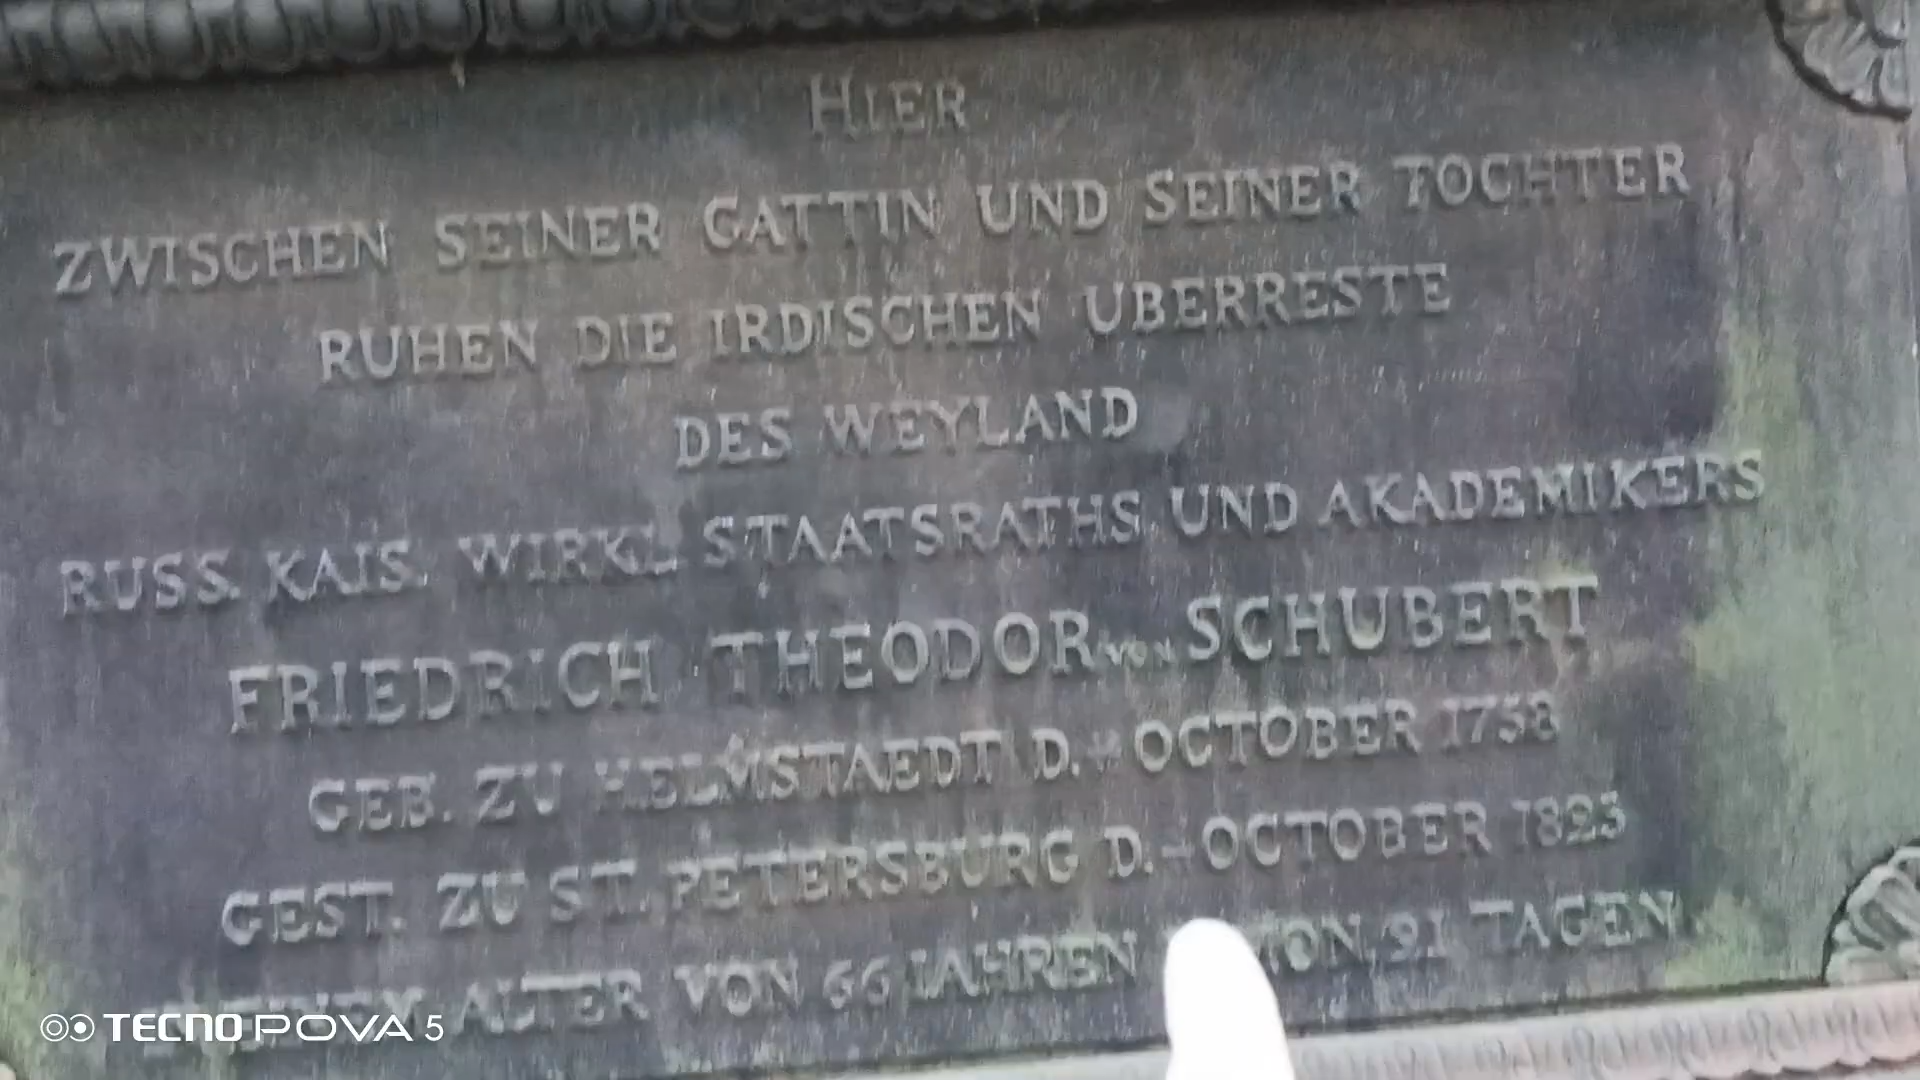 HIER
ZWISCHEN SEINER GATTIN UND SEINER TOCHTER
RUHEN DIE IRDISCHEN UBERRESTE
DES WEYLAND
RUSS. KAIS. WIRKL. STAATSRATHS UND AKADEMIKERS
FRIEDRICH THEODOR VON SCHUBERT
GEB. ZU HELMSTAEDT D. OCTOBER 1758
GEST. ZU ST. PETERSBURG D. OCTOBER 1825
ALTER VON 66 IAHREN 91 TAGEN
TECNO POVA 5